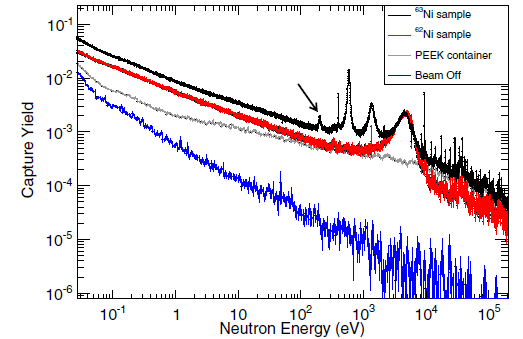 ⁶³Ni sample
⁶²Ni sample
PEEK container
Beam Off
Capture Yield
10⁻¹
10⁻²
10⁻³
10⁻⁴
10⁻⁵
10⁻⁶
10⁻¹ 1 10 10² 10³ 10⁴ 10⁵
Neutron Energy (eV)